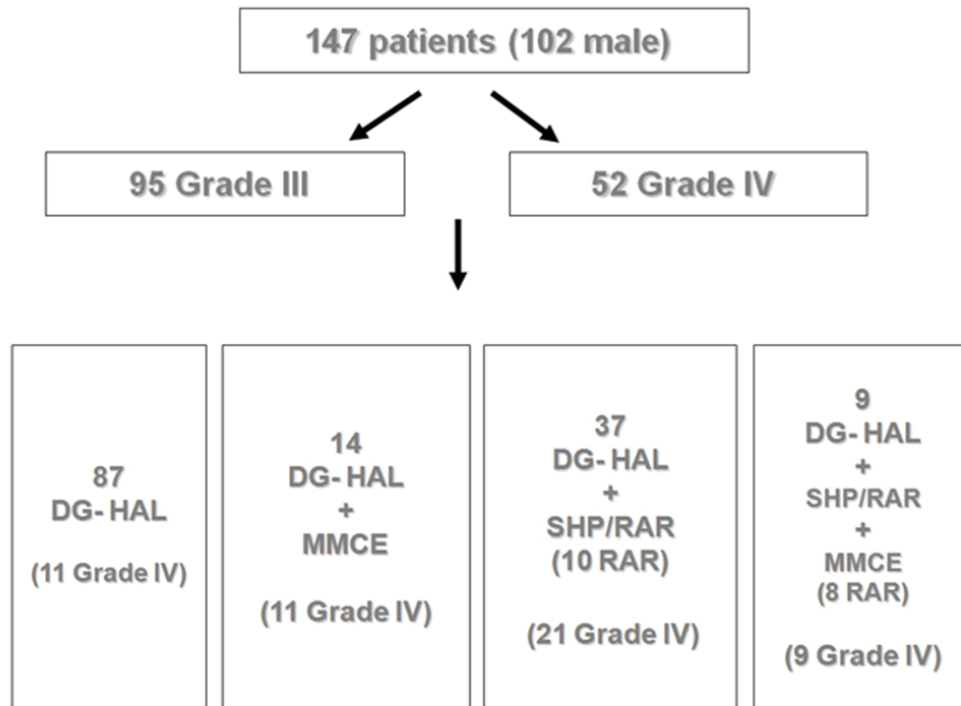 147 patients (102 male)
95 Grade III
52 Grade IV
87
DG- HAL
(11 Grade IV)
14
DG- HAL
+
MMCE
(11 Grade IV)
37
DG- HAL
+
SHP/RAR
(10 RAR)
(21 Grade IV)
9
DG- HAL
+
SHP/RAR
+
MMCE
(8 RAR)
(9 Grade IV)